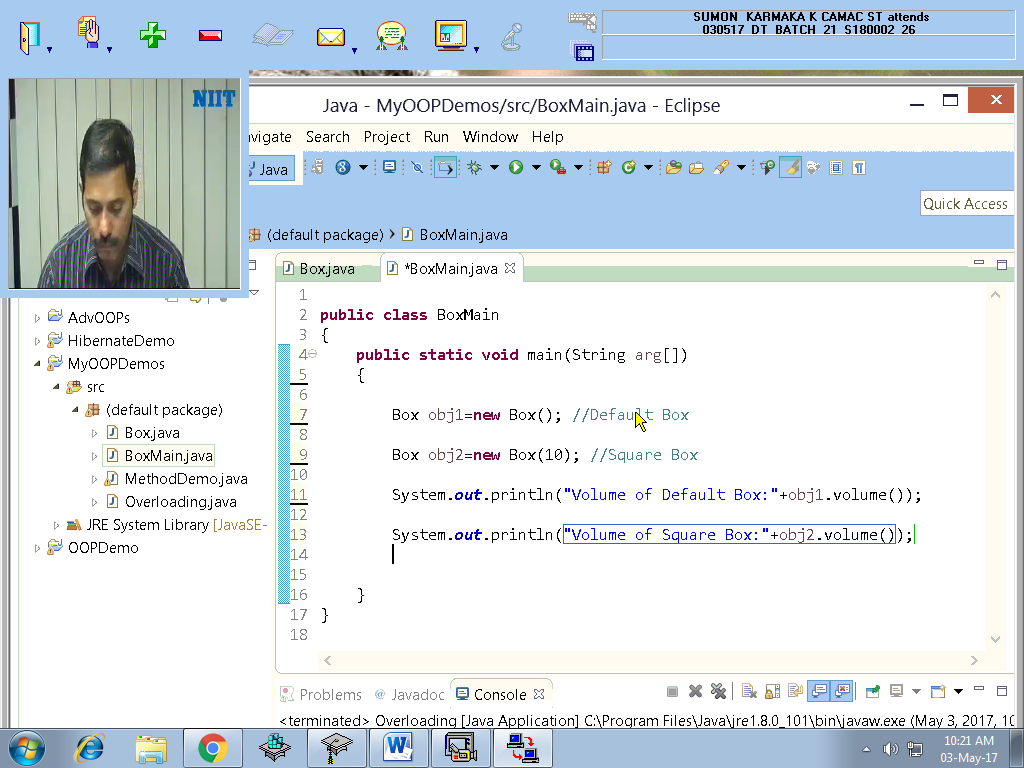 SUMON KARMAKA K CAMAC ST attends
030517 DT BATCH 21 S180002 26
NIIT
Java - MyOOPDemos/src/BoxMain.java - Eclipse
avigate Search Project Run Window Help
Java
Quick Access
(default package) BoxMain.java
Box.java *BoxMain.java
AdvOOPs
HibernateDemo
MyOOPDemos
src
(default package)
Box.java
BoxMain.java
MethodDemo.java
Overloading.java
JRE System Library [JavaSE-
OOPDemo
1
2 public class BoxMain
3 {
4 public static void main(String arg[])
5 {
6
7 Box obj1=new Box(); //Default Box
8
9 Box obj2=new Box(10); //Square Box
10
11 System.out.println("Volume of Default Box:"+obj1.volume());
12
13 System.out.println("Volume of Square Box:"+obj2.volume());
14
15
16 }
17 }
18
Problems @ Javadoc Console
<terminated> Overloading [Java Application] C:\Program Files\Java\jre1.8.0_101\bin\javaw.exe (May 3, 2017, 10
10:21 AM
03-May-17